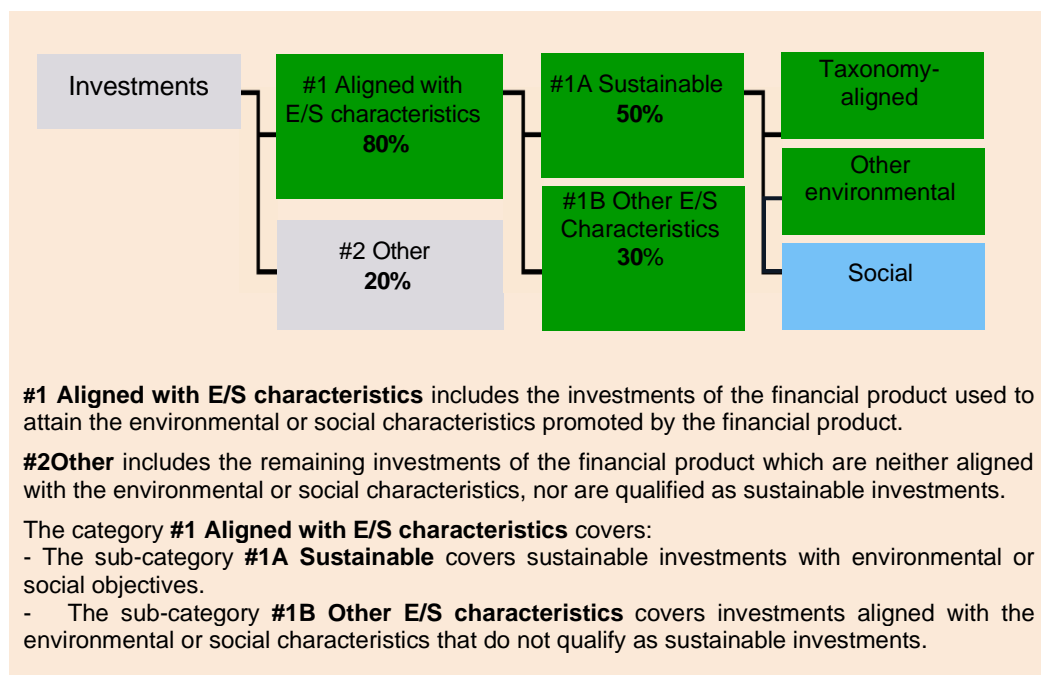 Investments
#1 Aligned with
E/S characteristics
80%
#2 Other
20%
#1A Sustainable
50%
#1B Other E/S
Characteristics
30%
Taxonomy-
aligned
Other
environmental
Social
#1 Aligned with E/S characteristics includes the investments of the financial product used to
attain the environmental or social characteristics promoted by the financial product.
#2Other includes the remaining investments of the financial product which are neither aligned
with the environmental or social characteristics, nor are qualified as sustainable investments.
The category #1 Aligned with E/S characteristics covers:
- The sub-category #1A Sustainable covers sustainable investments with environmental or
social objectives.
- The sub-category #1B Other E/S characteristics covers investments aligned with the
environmental or social characteristics that do not qualify as sustainable investments.